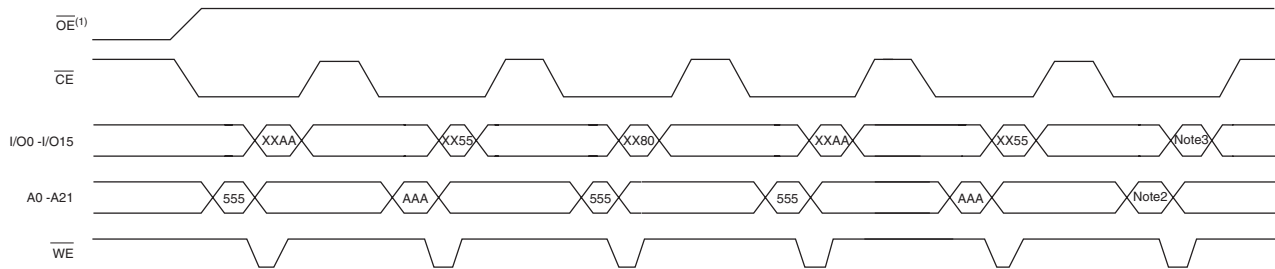 OE(1)
CE
I/O0 -I/O15 XXAA XX55 XX80 XXAA XX55 Note3
A0 -A21 555 AAA 555 555 AAA Note2
WE